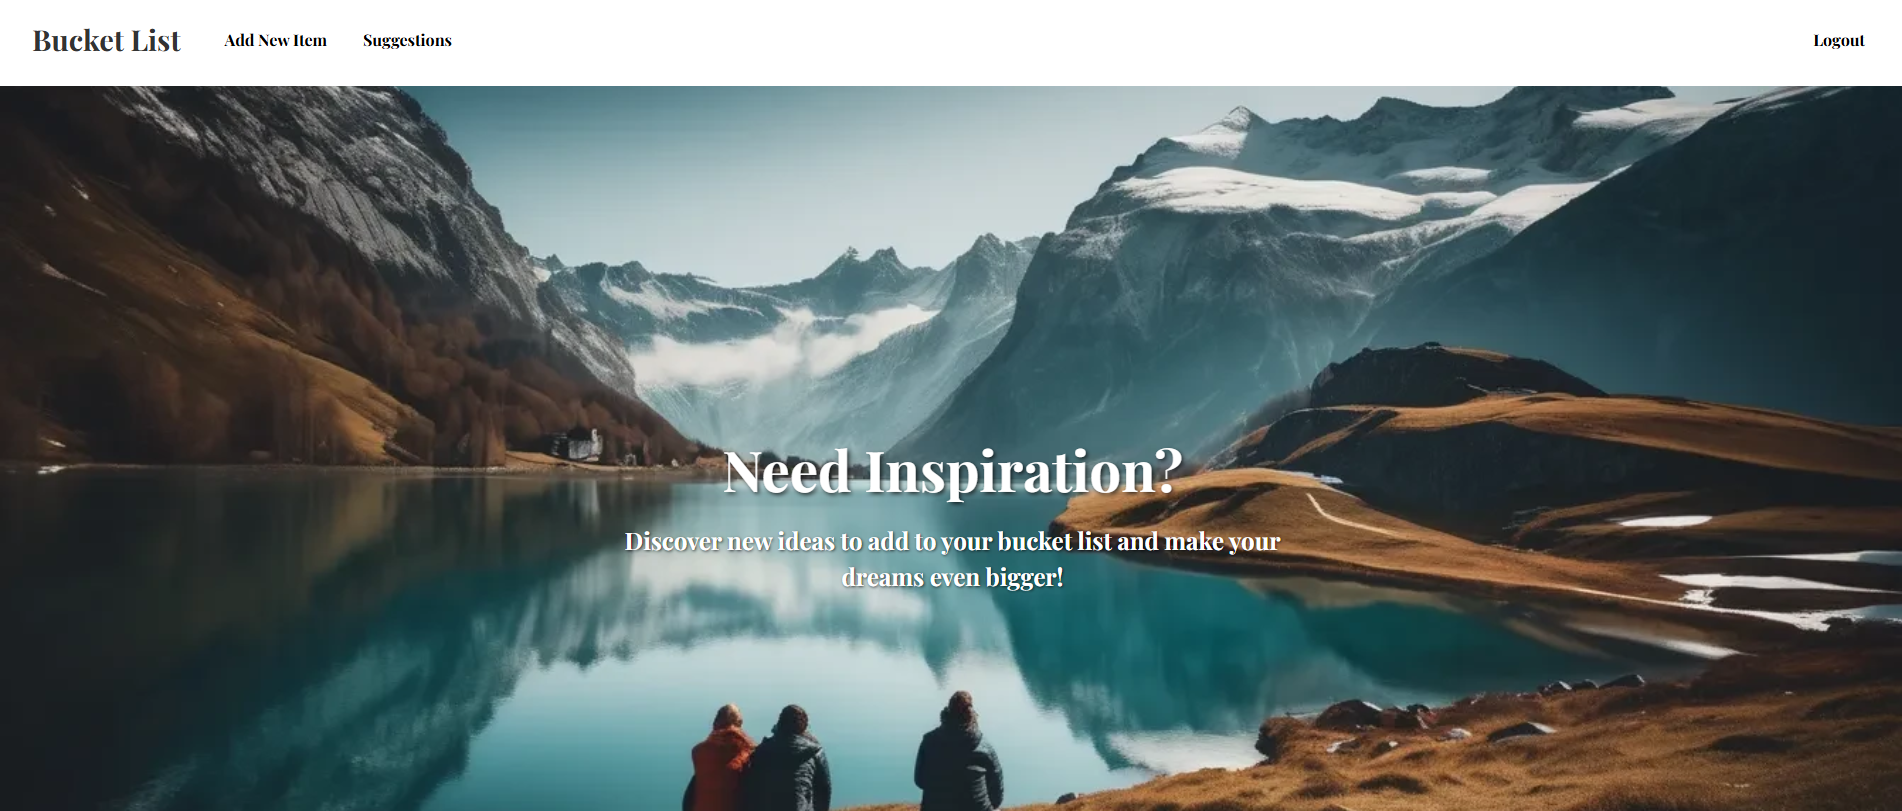 Bucket List
Add New Item
Suggestions
Logout
Need Inspiration?
Discover new ideas to add to your bucket list and make your
dreams even bigger!